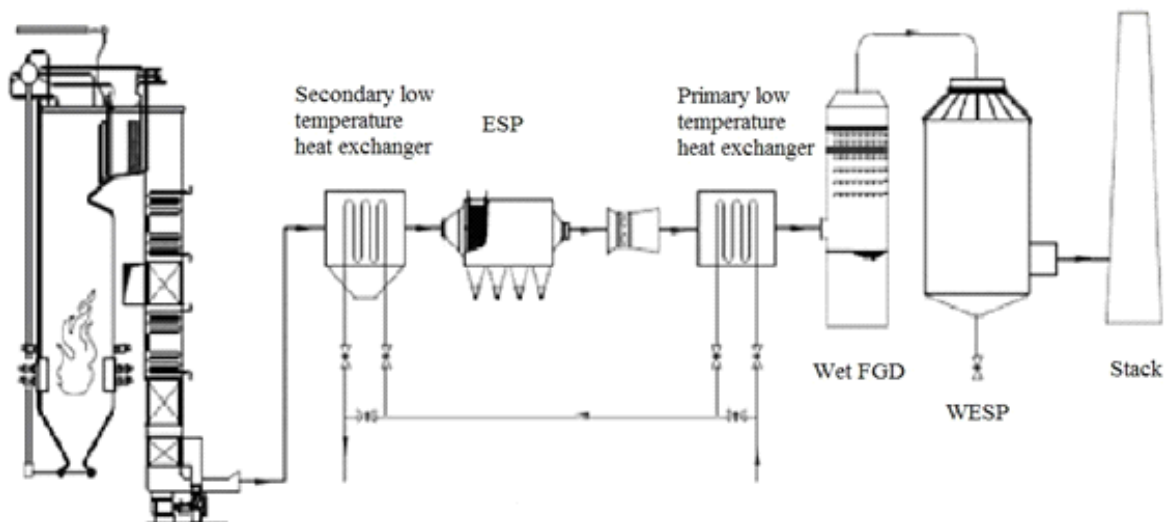 Secondary low
temperature
heat exchanger
ESP
Primary low
temperature
heat exchanger
Wet FGD
WESP
Stack